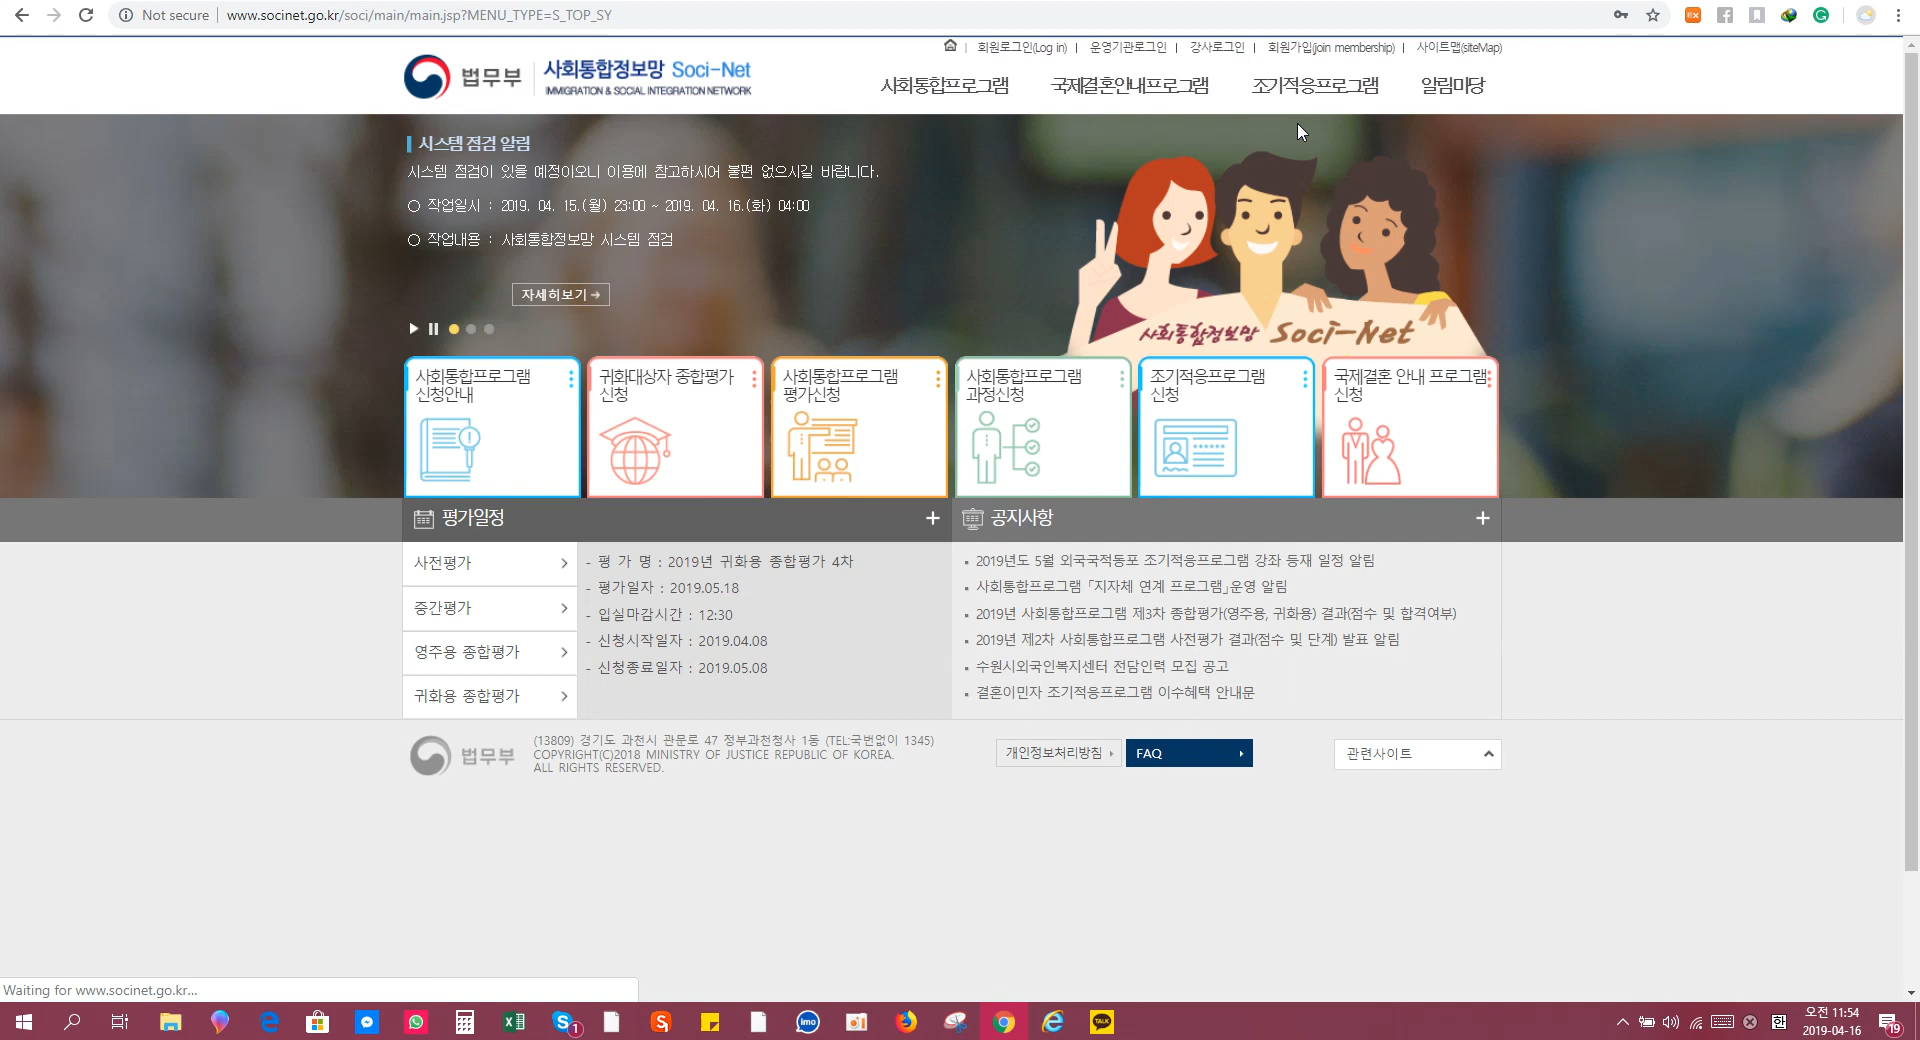 Not secure | www.socinet.go.kr/soci/main/main.jsp?MENU_TYPE=S_TOP_SY
회원로그인(Log in) | 운영기관로그인 | 강사로그인 | 회원가입(join membership) | 사이트맵(siteMap)
법무부 사회통합정보망 Soci-Net
IMMIGRATION & SOCIAL INTEGRATION NETWORK
사회통합프로그램 국제결혼안내프로그램 조기적응프로그램 알림마당
시스템 점검 알림
시스템 점검이 있을 예정이오니 이용에 참고하시어 불편 없으시길 바랍니다.
○ 작업일시 : 2019. 04. 15.(월) 23:00 ~ 2019. 04. 16.(화) 04:00
○ 작업내용 : 사회통합정보망 시스템 점검
자세히보기 →
사회통합정보망 Soci-Net
사회통합프로그램
신청안내
귀화대상자 종합평가
신청
사회통합프로그램
평가신청
사회통합프로그램
과정신청
조기적응프로그램
신청
국제결혼 안내 프로그램
신청
평가일정 +
사전평가
중간평가
영주용 종합평가
귀화용 종합평가
- 평 가 명 : 2019년 귀화용 종합평가 4차
- 평가일자 : 2019.05.18
- 입실마감시간 : 12:30
- 신청시작일자 : 2019.04.08
- 신청종료일자 : 2019.05.08
공지사항 +
2019년도 5월 외국국적동포 조기적응프로그램 강좌 등재 일정 알림
사회통합프로그램 「지자체 연계 프로그램」운영 알림
2019년 사회통합프로그램 제3차 종합평가(영주용, 귀화용) 결과(점수 및 합격여부)
2019년 제2차 사회통합프로그램 사전평가 결과(점수 및 단계) 발표 알림
수원시외국인복지센터 전담인력 모집 공고
결혼이민자 조기적응프로그램 이수혜택 안내문
법무부
(13809) 경기도 과천시 관문로 47 정부과천청사 1동 (TEL:국번없이 1345)
COPYRIGHT(C)2018 MINISTRY OF JUSTICE REPUBLIC OF KOREA.
ALL RIGHTS RESERVED.
개인정보처리방침
FAQ
관련사이트
Waiting for www.socinet.go.kr...
imo
TALK
1
한
오전 11:54
2019-04-16
19